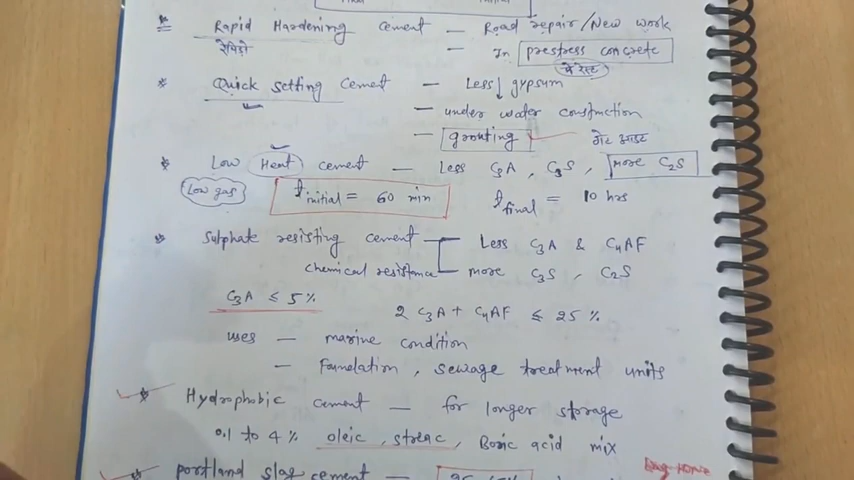 * Rapid Hardening cement — Road repair/New work
रेपिडो — In prestress concrete
* Quick setting cement — Less↓ gypsum
— under water constrnction
— grouting
* Low Heat cement — Less C3A , C3S , more C2S
Low gas t initial = 60 min t final = 10 hrs
* Sulphate resisting cement — Less C3A & C4AF
chemical resistance — more C3S , C2S
C3A ≤ 5 %
2 C3A + C4AF ≤ 25 %
uses — marine condition
— Foundation , sewage treatment units
* Hydrophobic cement — for longer storage
0.1 to 4 % oleic , streac , Boric acid mix
* portland slag cement —